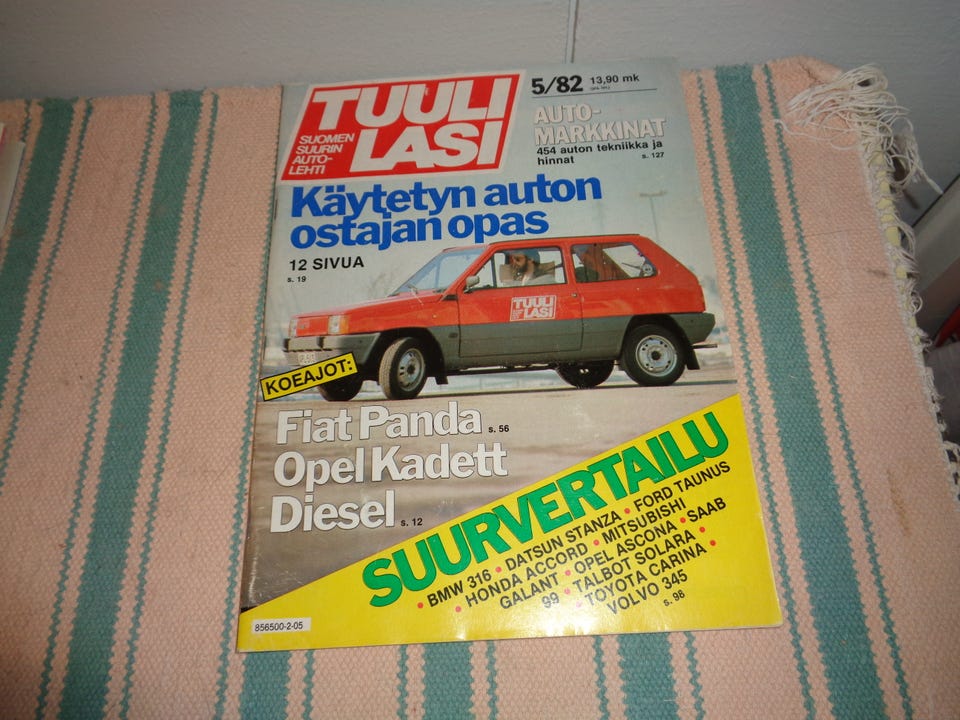 TUULI
LASI
SUOMEN
SUURIN
AUTO-
LEHTI
5/82 13,90 mk
AUTO-
MARKKINAT
454 auton tekniikka ja
hinnat s. 127
Käytetyn auton
ostajan opas
12 SIVUA
s. 19
TUULI
LASI
KOEAJOT:
Fiat Panda s. 56
Opel Kadett
Diesel s. 12
SUURVERTAILU
• BMW 316 • DATSUN STANZA • FORD TAUNUS
• HONDA ACCORD • MITSUBISHI
GALANT • OPEL ASCONA • SAAB
99 • TALBOT SOLARA •
TOYOTA CARINA •
VOLVO 345
s. 98
856500-2-05